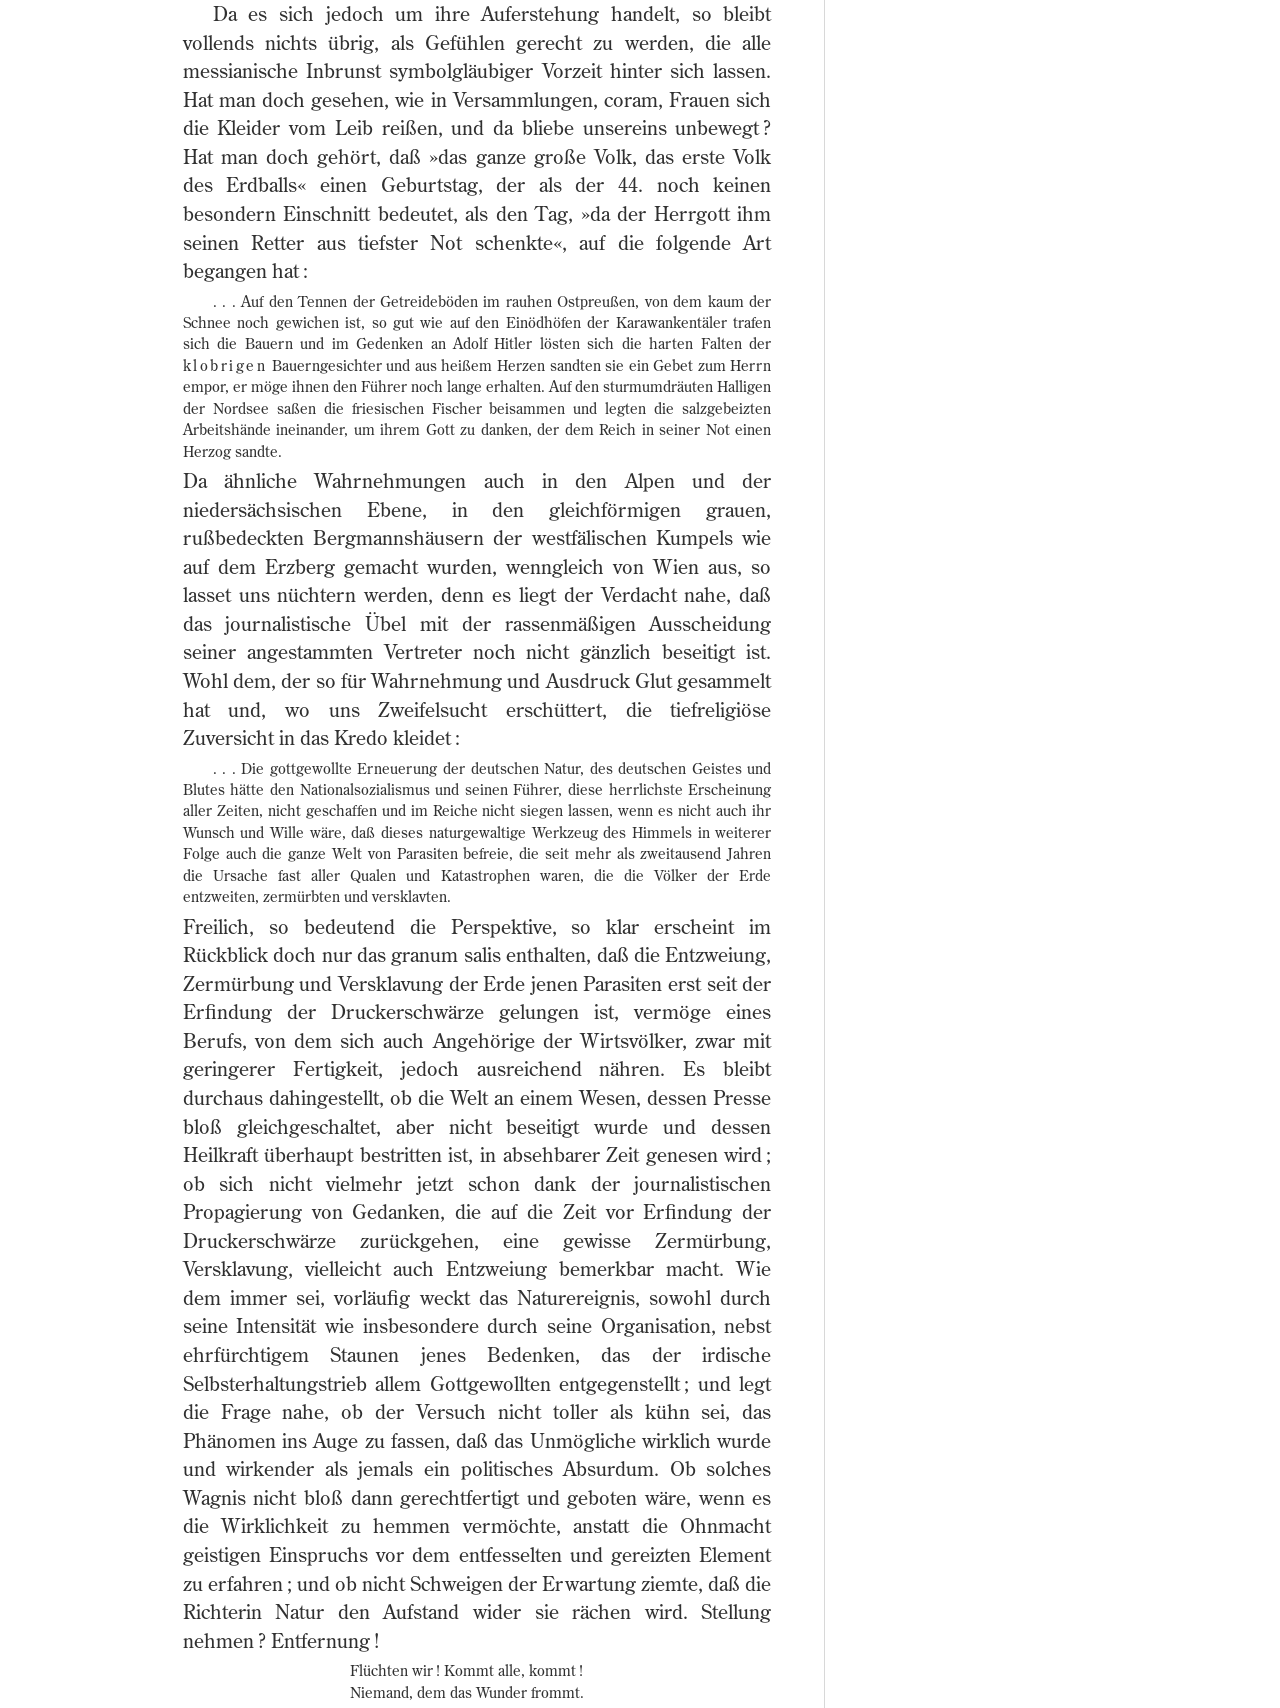 Da es sich jedoch um ihre Auferstehung handelt, so bleibt
vollends nichts übrig, als Gefühlen gerecht zu werden, die alle
messianische Inbrunst symbolgläubiger Vorzeit hinter sich lassen.
Hat man doch gesehen, wie in Versammlungen, coram, Frauen sich
die Kleider vom Leib reißen, und da bliebe unsereins unbewegt ?
Hat man doch gehört, daß »das ganze große Volk, das erste Volk
des Erdballs« einen Geburtstag, der als der 44. noch keinen
besondern Einschnitt bedeutet, als den Tag, »da der Herrgott ihm
seinen Retter aus tiefster Not schenkte«, auf die folgende Art
begangen hat :
. . . Auf den Tennen der Getreideböden im rauhen Ostpreußen, von dem kaum der
Schnee noch gewichen ist, so gut wie auf den Einödhöfen der Karawankentäler trafen
sich die Bauern und im Gedenken an Adolf Hitler lösten sich die harten Falten der
klobrigen Bauerngesichter und aus heißem Herzen sandten sie ein Gebet zum Herrn
empor, er möge ihnen den Führer noch lange erhalten. Auf den sturmumdräuten Halligen
der Nordsee saßen die friesischen Fischer beisammen und legten die salzgebeizten
Arbeitshände ineinander, um ihrem Gott zu danken, der dem Reich in seiner Not einen
Herzog sandte.
Da ähnliche Wahrnehmungen auch in den Alpen und der
niedersächsischen Ebene, in den gleichförmigen grauen,
rußbedeckten Bergmannshäusern der westfälischen Kumpels wie
auf dem Erzberg gemacht wurden, wenngleich von Wien aus, so
lasset uns nüchtern werden, denn es liegt der Verdacht nahe, daß
das journalistische Übel mit der rassenmäßigen Ausscheidung
seiner angestammten Vertreter noch nicht gänzlich beseitigt ist.
Wohl dem, der so für Wahrnehmung und Ausdruck Glut gesammelt
hat und, wo uns Zweifelsucht erschüttert, die tiefreligiöse
Zuversicht in das Kredo kleidet :
. . . Die gottgewollte Erneuerung der deutschen Natur, des deutschen Geistes und
Blutes hätte den Nationalsozialismus und seinen Führer, diese herrlichste Erscheinung
aller Zeiten, nicht geschaffen und im Reiche nicht siegen lassen, wenn es nicht auch ihr
Wunsch und Wille wäre, daß dieses naturgewaltige Werkzeug des Himmels in weiterer
Folge auch die ganze Welt von Parasiten befreie, die seit mehr als zweitausend Jahren
die Ursache fast aller Qualen und Katastrophen waren, die die Völker der Erde
entzweiten, zermürbten und versklavten.
Freilich, so bedeutend die Perspektive, so klar erscheint im
Rückblick doch nur das granum salis enthalten, daß die Entzweiung,
Zermürbung und Versklavung der Erde jenen Parasiten erst seit der
Erfindung der Druckerschwärze gelungen ist, vermöge eines
Berufs, von dem sich auch Angehörige der Wirtsvölker, zwar mit
geringerer Fertigkeit, jedoch ausreichend nähren. Es bleibt
durchaus dahingestellt, ob die Welt an einem Wesen, dessen Presse
bloß gleichgeschaltet, aber nicht beseitigt wurde und dessen
Heilkraft überhaupt bestritten ist, in absehbarer Zeit genesen wird ;
ob sich nicht vielmehr jetzt schon dank der journalistischen
Propagierung von Gedanken, die auf die Zeit vor Erfindung der
Druckerschwärze zurückgehen, eine gewisse Zermürbung,
Versklavung, vielleicht auch Entzweiung bemerkbar macht. Wie
dem immer sei, vorläufig weckt das Naturereignis, sowohl durch
seine Intensität wie insbesondere durch seine Organisation, nebst
ehrfürchtigem Staunen jenes Bedenken, das der irdische
Selbsterhaltungstrieb allem Gottgewollten entgegenstellt ; und legt
die Frage nahe, ob der Versuch nicht toller als kühn sei, das
Phänomen ins Auge zu fassen, daß das Unmögliche wirklich wurde
und wirkender als jemals ein politisches Absurdum. Ob solches
Wagnis nicht bloß dann gerechtfertigt und geboten wäre, wenn es
die Wirklichkeit zu hemmen vermöchte, anstatt die Ohnmacht
geistigen Einspruchs vor dem entfesselten und gereizten Element
zu erfahren ; und ob nicht Schweigen der Erwartung ziemte, daß die
Richterin Natur den Aufstand wider sie rächen wird. Stellung
nehmen ? Entfernung !
Flüchten wir ! Kommt alle, kommt !
Niemand, dem das Wunder frommt.